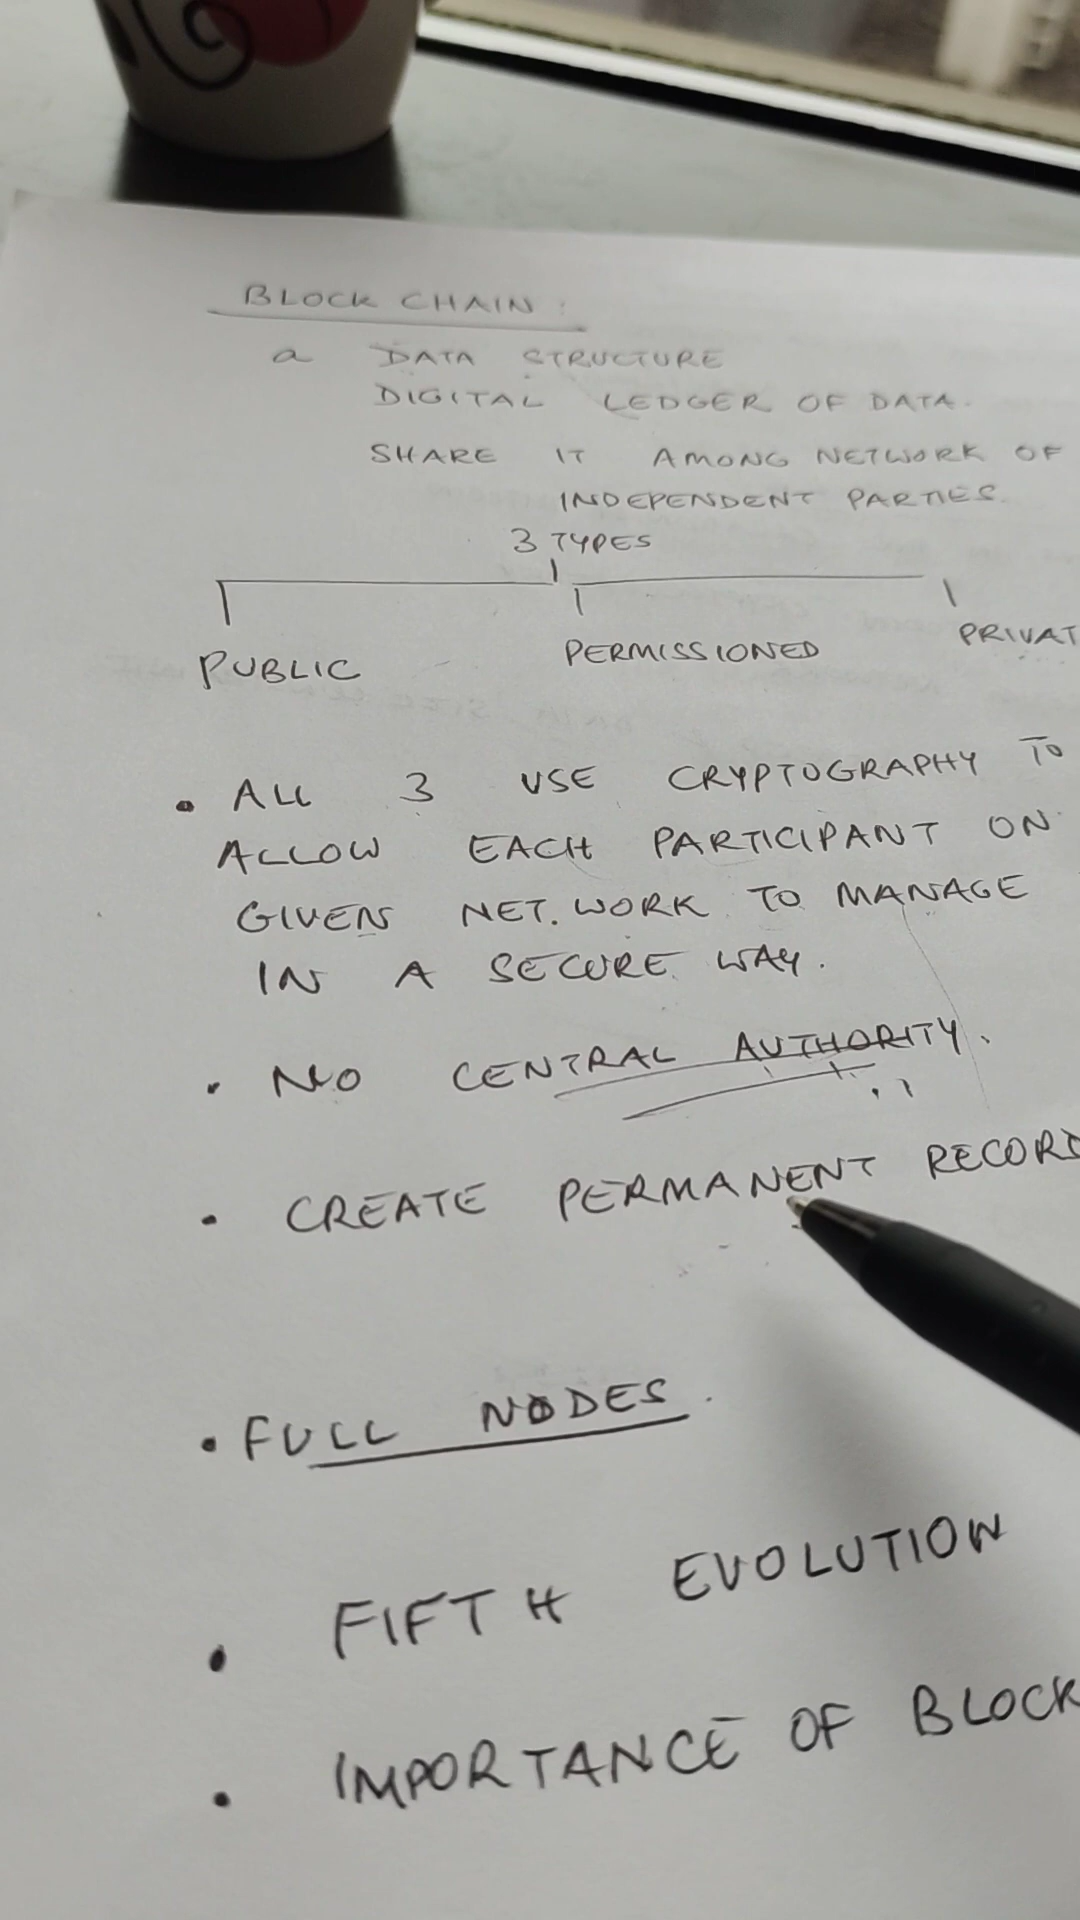 BLOCK CHAIN :
a DATA STRUCTURE
DIGITAL LEDGER OF DATA.
SHARE IT AMONG NETWORK OF
INDEPENDENT PARTIES.
3 TYPES
PUBLIC PERMISSIONED PRIVAT
• ALL 3 USE CRYPTOGRAPHY TO
ALLOW EACH PARTICIPANT ON
GIVEN NET.WORK TO MANAGE
IN A SECURE WAY.
• NO CENTRAL AUTHORITY.
• CREATE PERMANENT RECORD
• FULL NODES.
• FIFTH EVOLUTION
• IMPORTANCE OF BLOCK